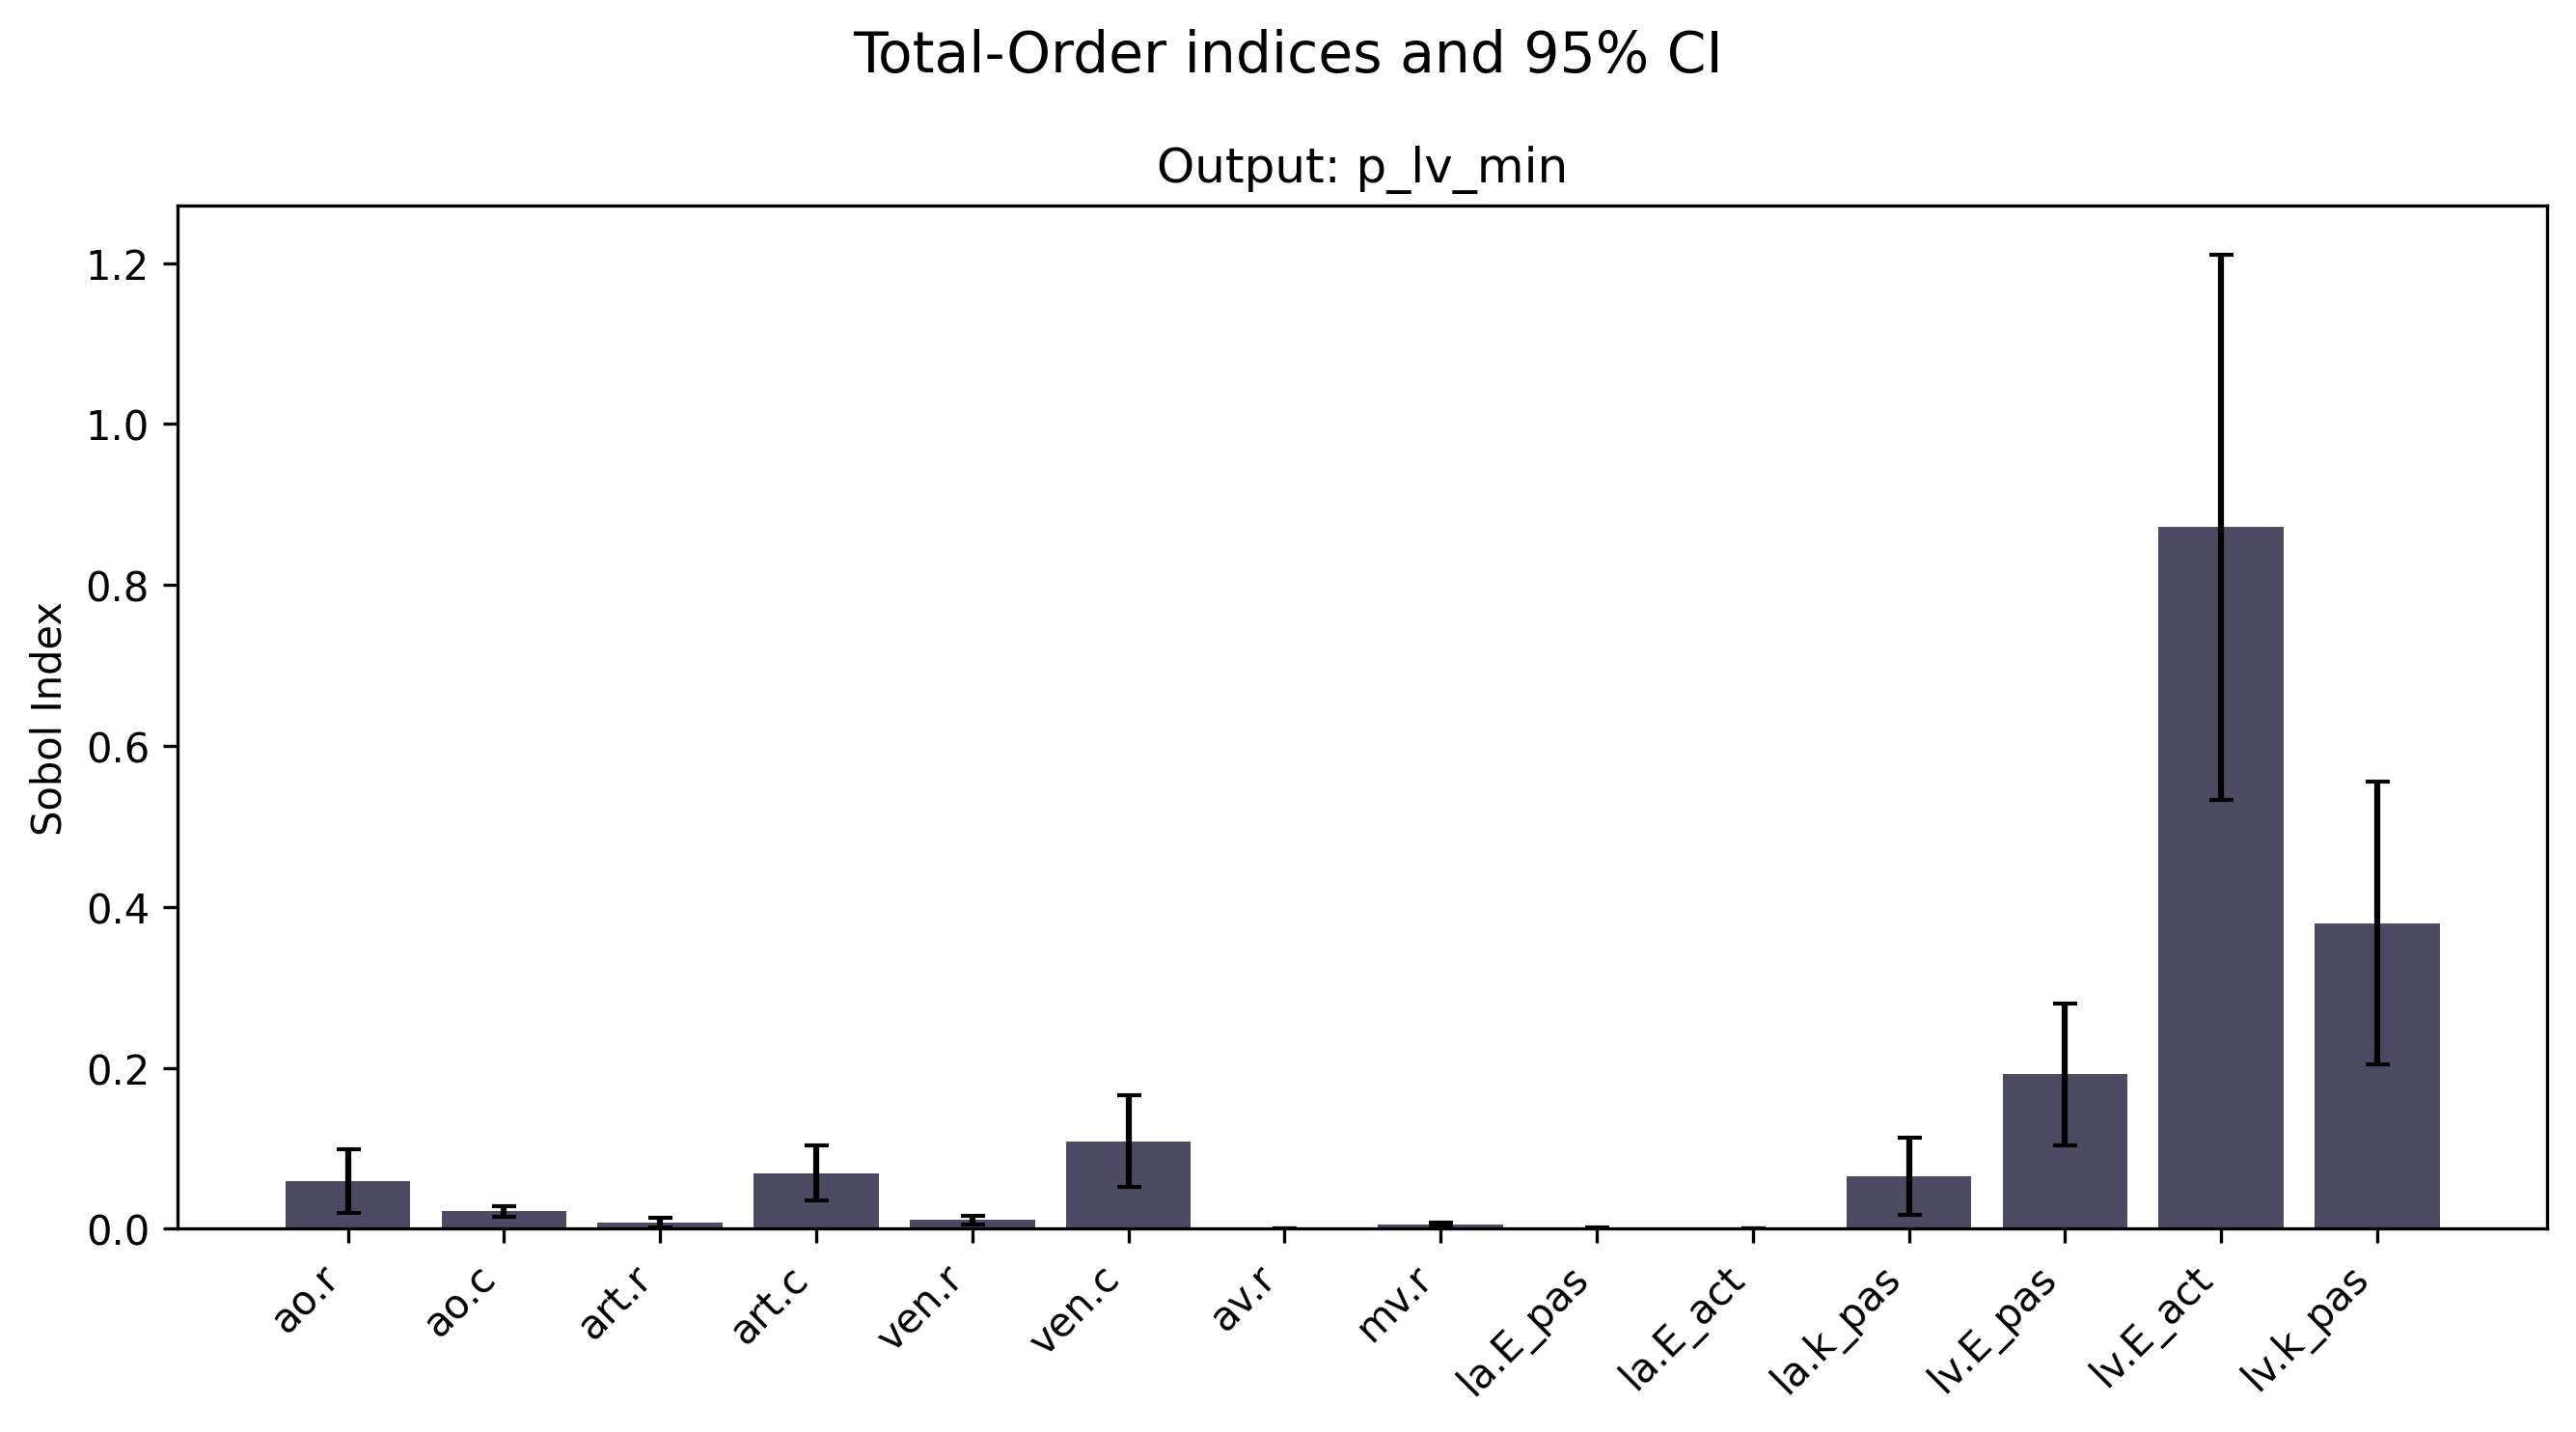 Total-Order indices and 95% CI
Output: p_lv_min
Sobol Index
1.2
1.0
0.8
0.6
0.4
0.2
0.0
ao.r
ao.c
art.r
art.c
ven.r
ven.c
av.r
mv.r
la.E_pas
la.E_act
la.k_pas
lv.E_pas
lv.E_act
lv.k_pas